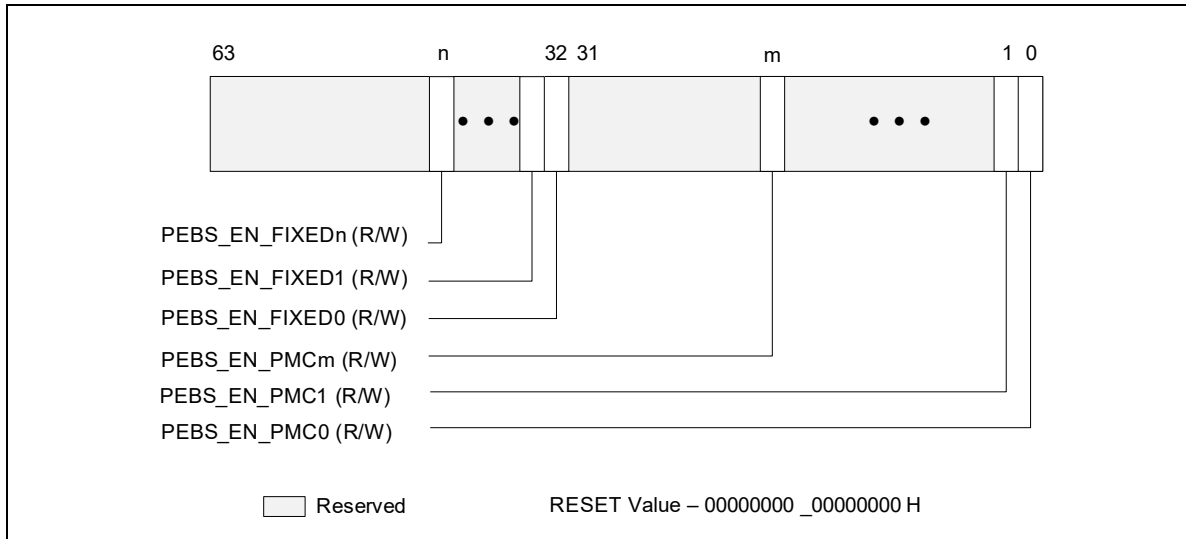 63 n 32 31 m 1 0
PEBS_EN_FIXEDn (R/W)
PEBS_EN_FIXED1 (R/W)
PEBS_EN_FIXED0 (R/W)
PEBS_EN_PMCm (R/W)
PEBS_EN_PMC1 (R/W)
PEBS_EN_PMC0 (R/W)
Reserved RESET Value – 00000000 _00000000 H